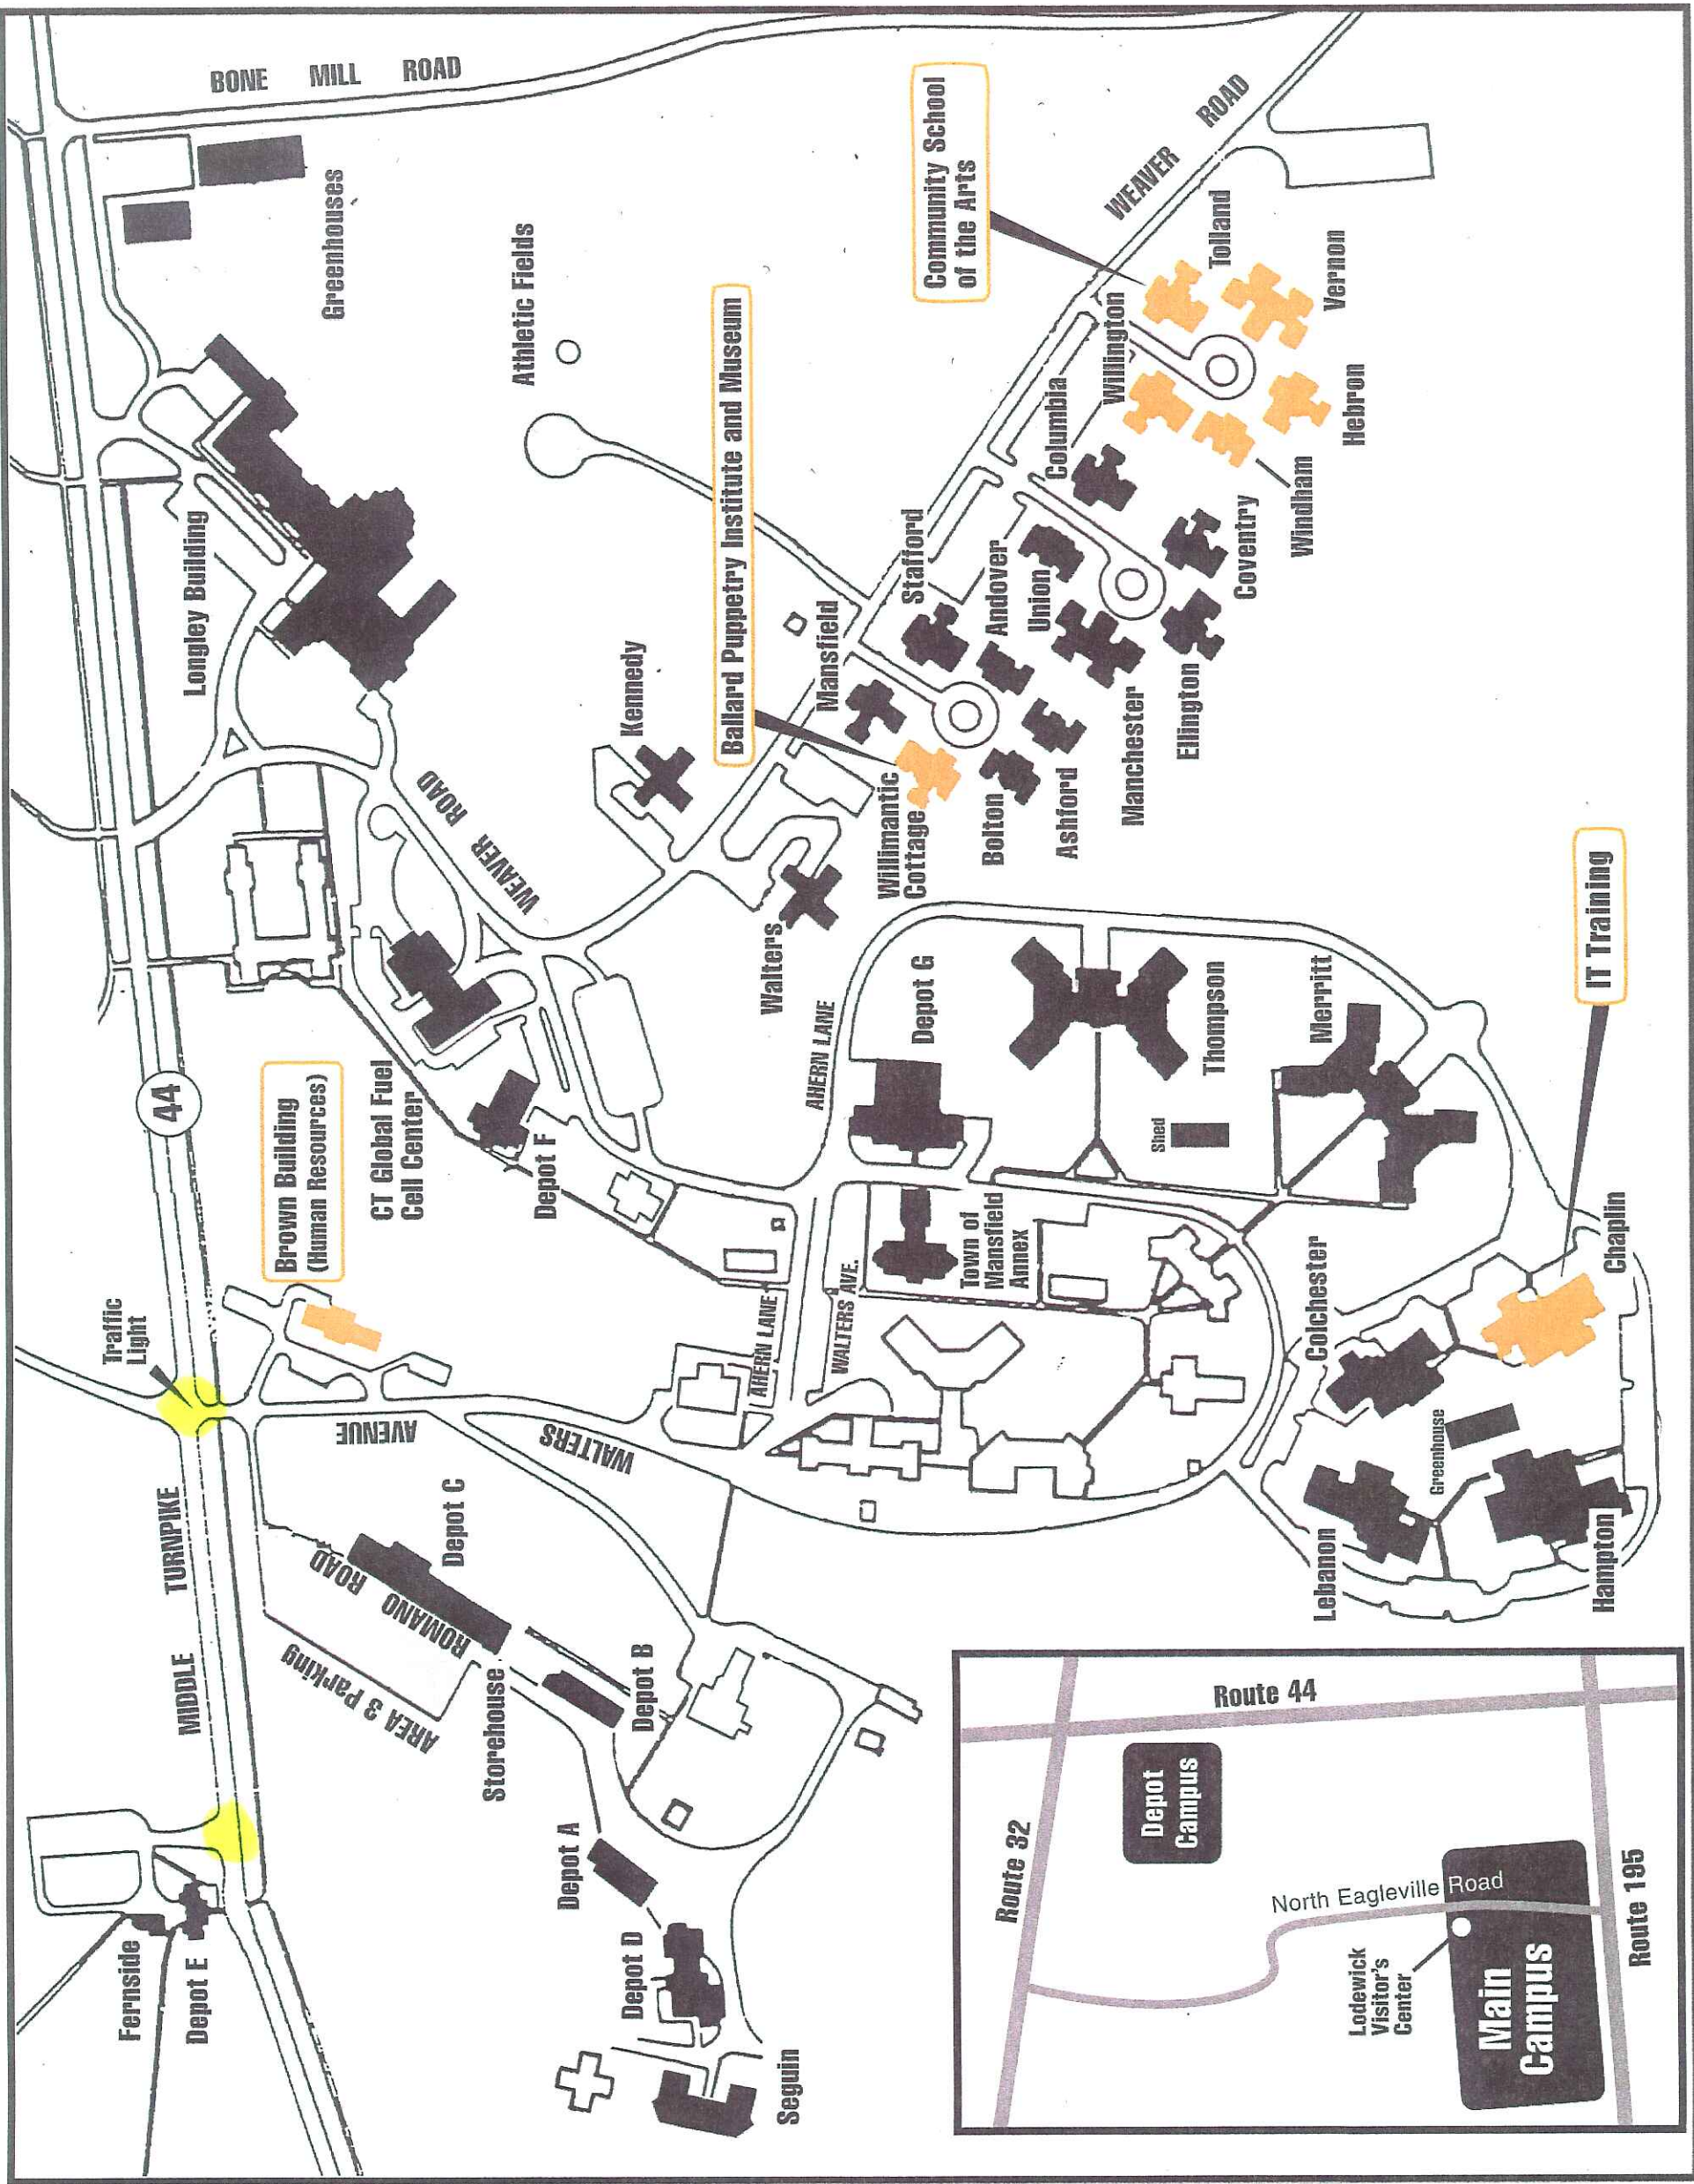 BONE MILL ROAD
Greenhouses
Longley Building
Athletic Fields
Community School
of the Arts
WEAVER ROAD
Tolland
Vernon
Willington
Columbia
Hebron
Windham
Coventry
Ballard Puppetry Institute and Museum
Stafford
Andover
Union
Mansfield
Kennedy
Manchester
Ellington
Willimantic
Cottage
Bolton
Ashford
WEAVER ROAD
Walters
IT Training
44
Brown Building
(Human Resources)
CT Global Fuel
Cell Center
Depot F
AHERN LANE
Depot G
Thompson
Merritt
Shed
Town of
Mansfield
Annex
Traffic
Light
AHERN LANE
WALTERS AVE.
Colchester
Chaplin
WALTERS AVENUE
MIDDLE TURNPIKE
Greenhouse
Lebanon
Hampton
Depot C
ROMANO ROAD
AREA 3 Parking
Storehouse
Depot B
Depot A
Depot D
Seguin
Fernside
Depot E
Route 44
Route 32
Depot
Campus
North Eagleville Road
Lodewick
Visitor's
Center
Main
Campus
Route 195